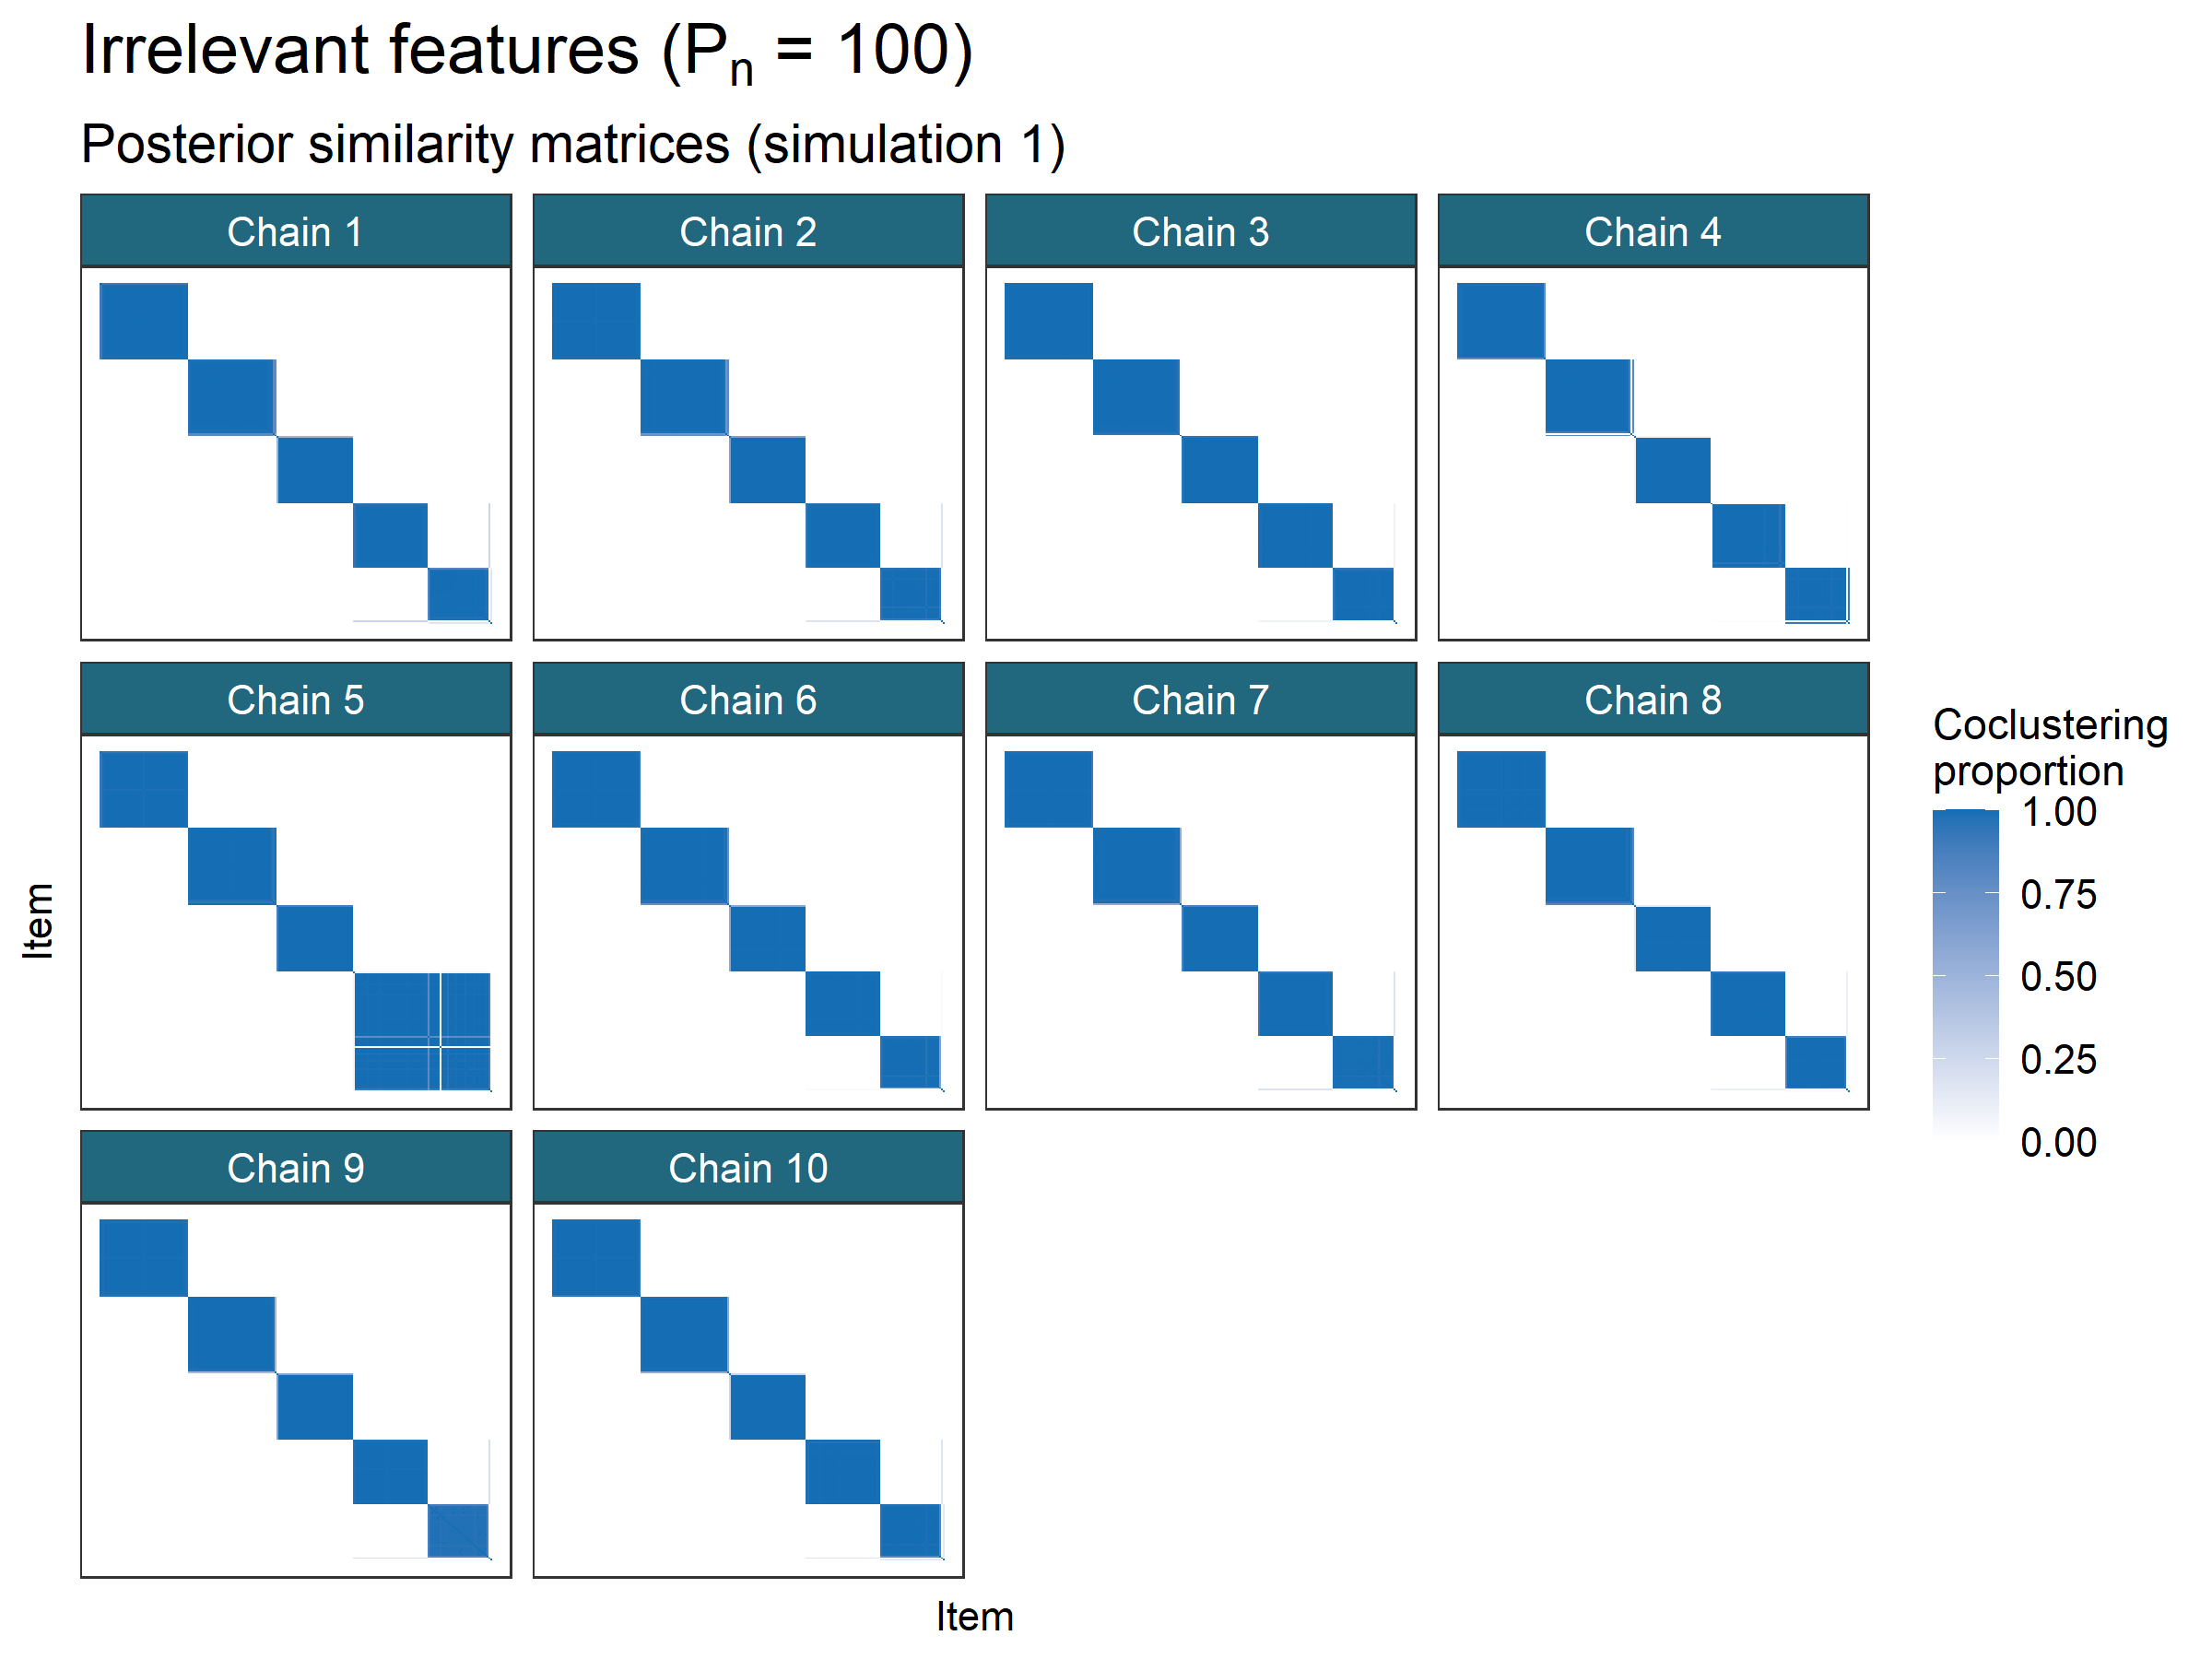 Irrelevant features (Pn = 100)
Posterior similarity matrices (simulation 1)
Chain 1
Chain 2
Chain 3
Chain 4
Chain 5
Chain 6
Chain 7
Chain 8
Chain 9
Chain 10
Item
Item
Coclustering
proportion
1.00
0.75
0.50
0.25
0.00